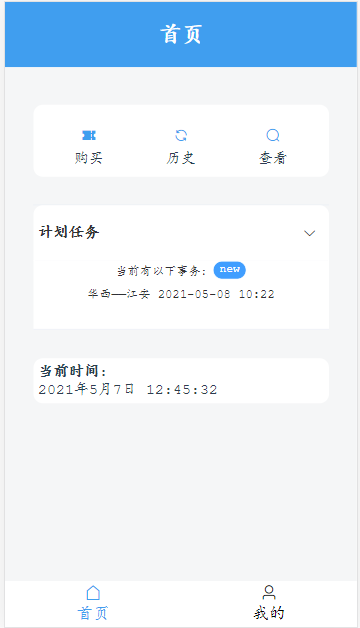 首页
购买 历史 查看
计划任务
当前有以下事务: new
华西——江安 2021-05-08 10:22
当前时间:
2021年5月7日 12:45:32
首页 我的